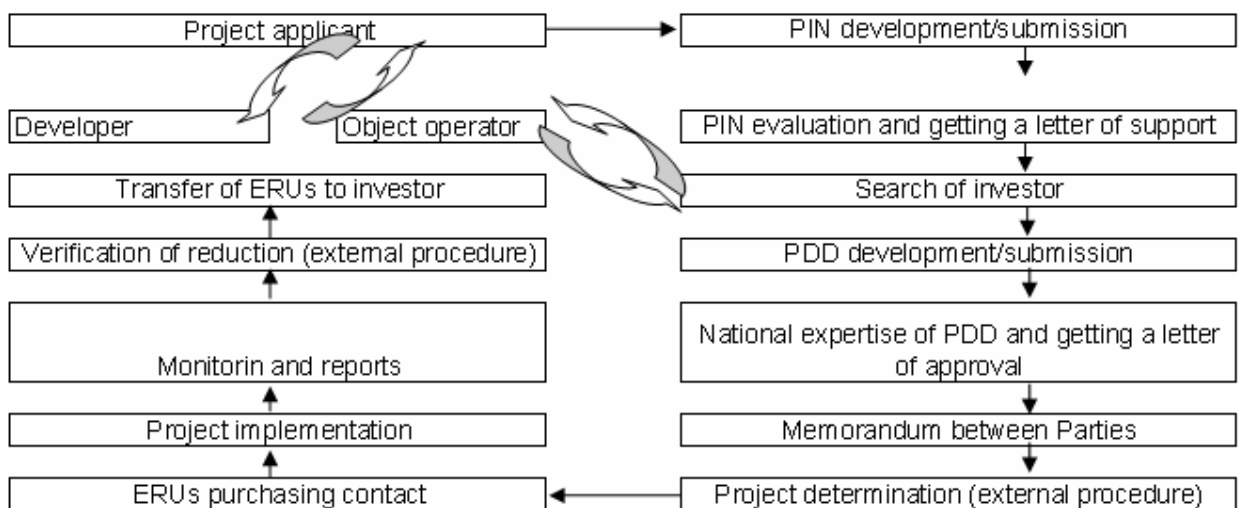 Project applicant
PIN development/submission
Developer
Object operator
PIN evaluation and getting a letter of support
Transfer of ERUs to investor
Search of investor
Verification of reduction (external procedure)
PDD development/submission
Monitorin and reports
National expertise of PDD and getting a letter
of approval
Project implementation
Memorandum between Parties
ERUs purchasing contact
Project determination (external procedure)